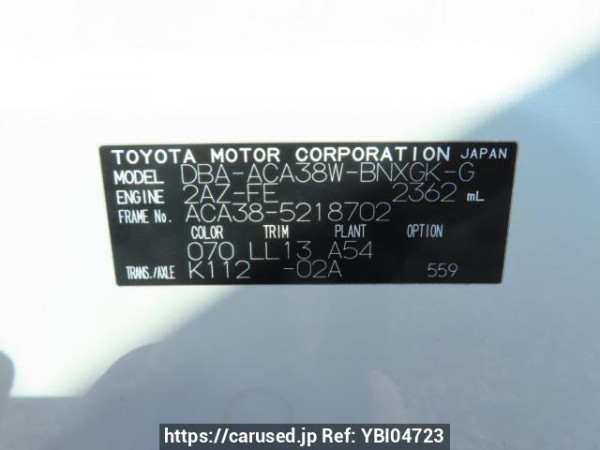 TOYOTA MOTOR CORPORATION JAPAN
MODEL DBA-ACA38W-BNXGK-G
ENGINE 2AZ-FE 2362 mL
FRAME No. ACA38-5218702
COLOR TRIM PLANT
070 LL13 A54
TRANS./AXLE K112 -02A 559
https://carused.jp Ref: YBI04723